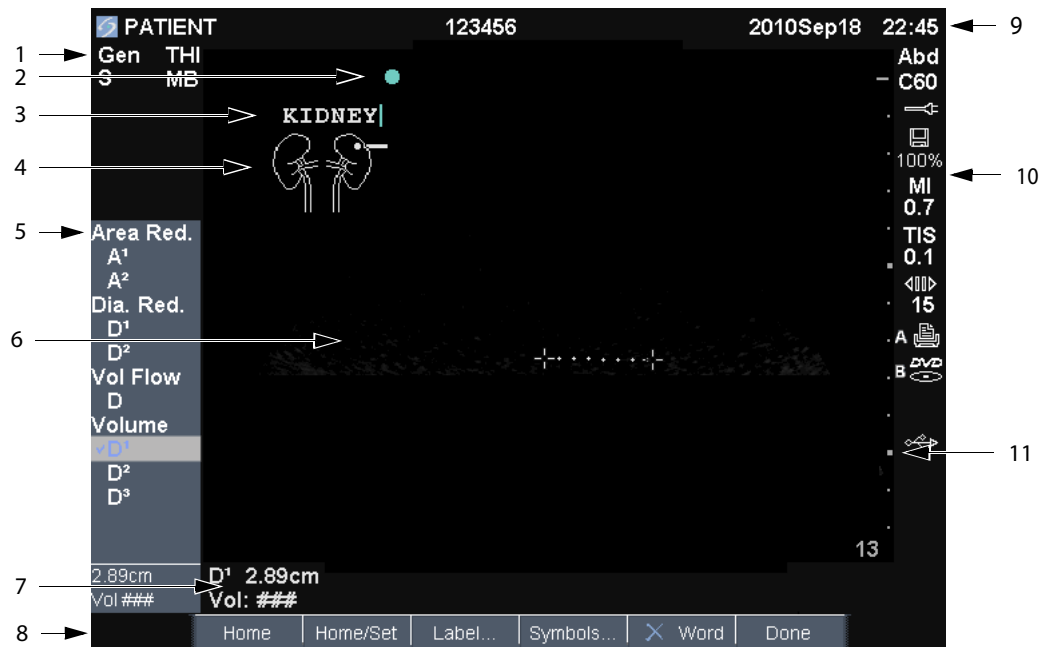 PATIENT 123456 2010Sep18 22:45 9
1 Gen THI Abd
2 S MB C60
3 KIDNEY
4
100% 10
MI
0.7
5 Area Red. TIS
A¹ 0.1
A²
Dia. Red. 15
D¹
6 A
D²
Vol Flow B DVD
D
Volume
✓D¹ 11
D²
D³
13
2.89cm D¹ 2.89cm
7
Vol ### Vol: ###
8 Home Home/Set Label... Symbols... X Word Done